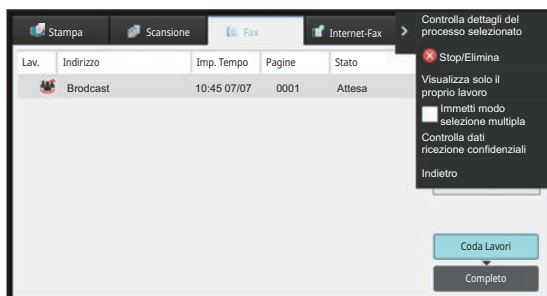 Stampa
Scansione
Fax
Internet-Fax
Lav. Indirizzo Imp. Tempo Pagine Stato
Brodcast 10:45 07/07 0001 Attesa
Controlla dettagli del
processo selezionato
Stop/Elimina
Visualizza solo il
proprio lavoro
Immetti modo
selezione multipla
Controlla dati
ricezione confidenziali
Indietro
Coda Lavori
Completo